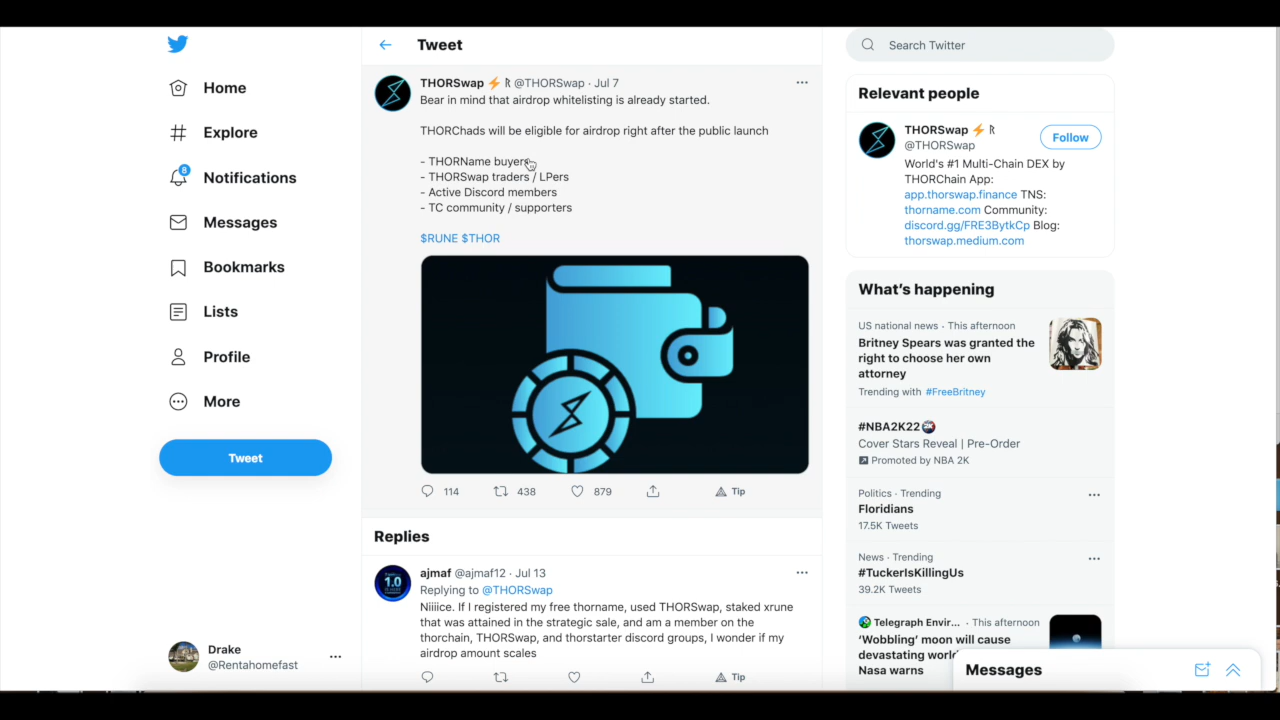 Home
Explore
8
Notifications
Messages
Bookmarks
Lists
Profile
More
Tweet
Drake
@Rentahomefast
Tweet
THORSwap ⚡ ᚱ @THORSwap · Jul 7
Bear in mind that airdrop whitelisting is already started.
THORChads will be eligible for airdrop right after the public launch
- THORName buyers
- THORSwap traders / LPers
- Active Discord members
- TC community / supporters
$RUNE $THOR
114 438 879 Tip
Replies
ajmaf @ajmaf12 · Jul 13
Replying to @THORSwap
Niiiice. If I registered my free thorname, used THORSwap, staked xrune
that was attained in the strategic sale, and am a member on the
thorchain, THORSwap, and thorstarter discord groups, I wonder if my
airdrop amount scales
Tip
Search Twitter
Relevant people
THORSwap ⚡ ᚱ
@THORSwap
Follow
World's #1 Multi-Chain DEX by
THORChain App:
app.thorswap.finance TNS:
thorname.com Community:
discord.gg/FRE3BytkCp Blog:
thorswap.medium.com
What's happening
US national news · This afternoon
Britney Spears was granted the
right to choose her own
attorney
Trending with #FreeBritney
#NBA2K22
Cover Stars Reveal | Pre-Order
Promoted by NBA 2K
Politics · Trending
Floridians
17.5K Tweets
News · Trending
#TuckerIsKillingUs
39.2K Tweets
Telegraph Envir... · This afternoon
'Wobbling' moon will cause
devastating
Nasa warns
Messages